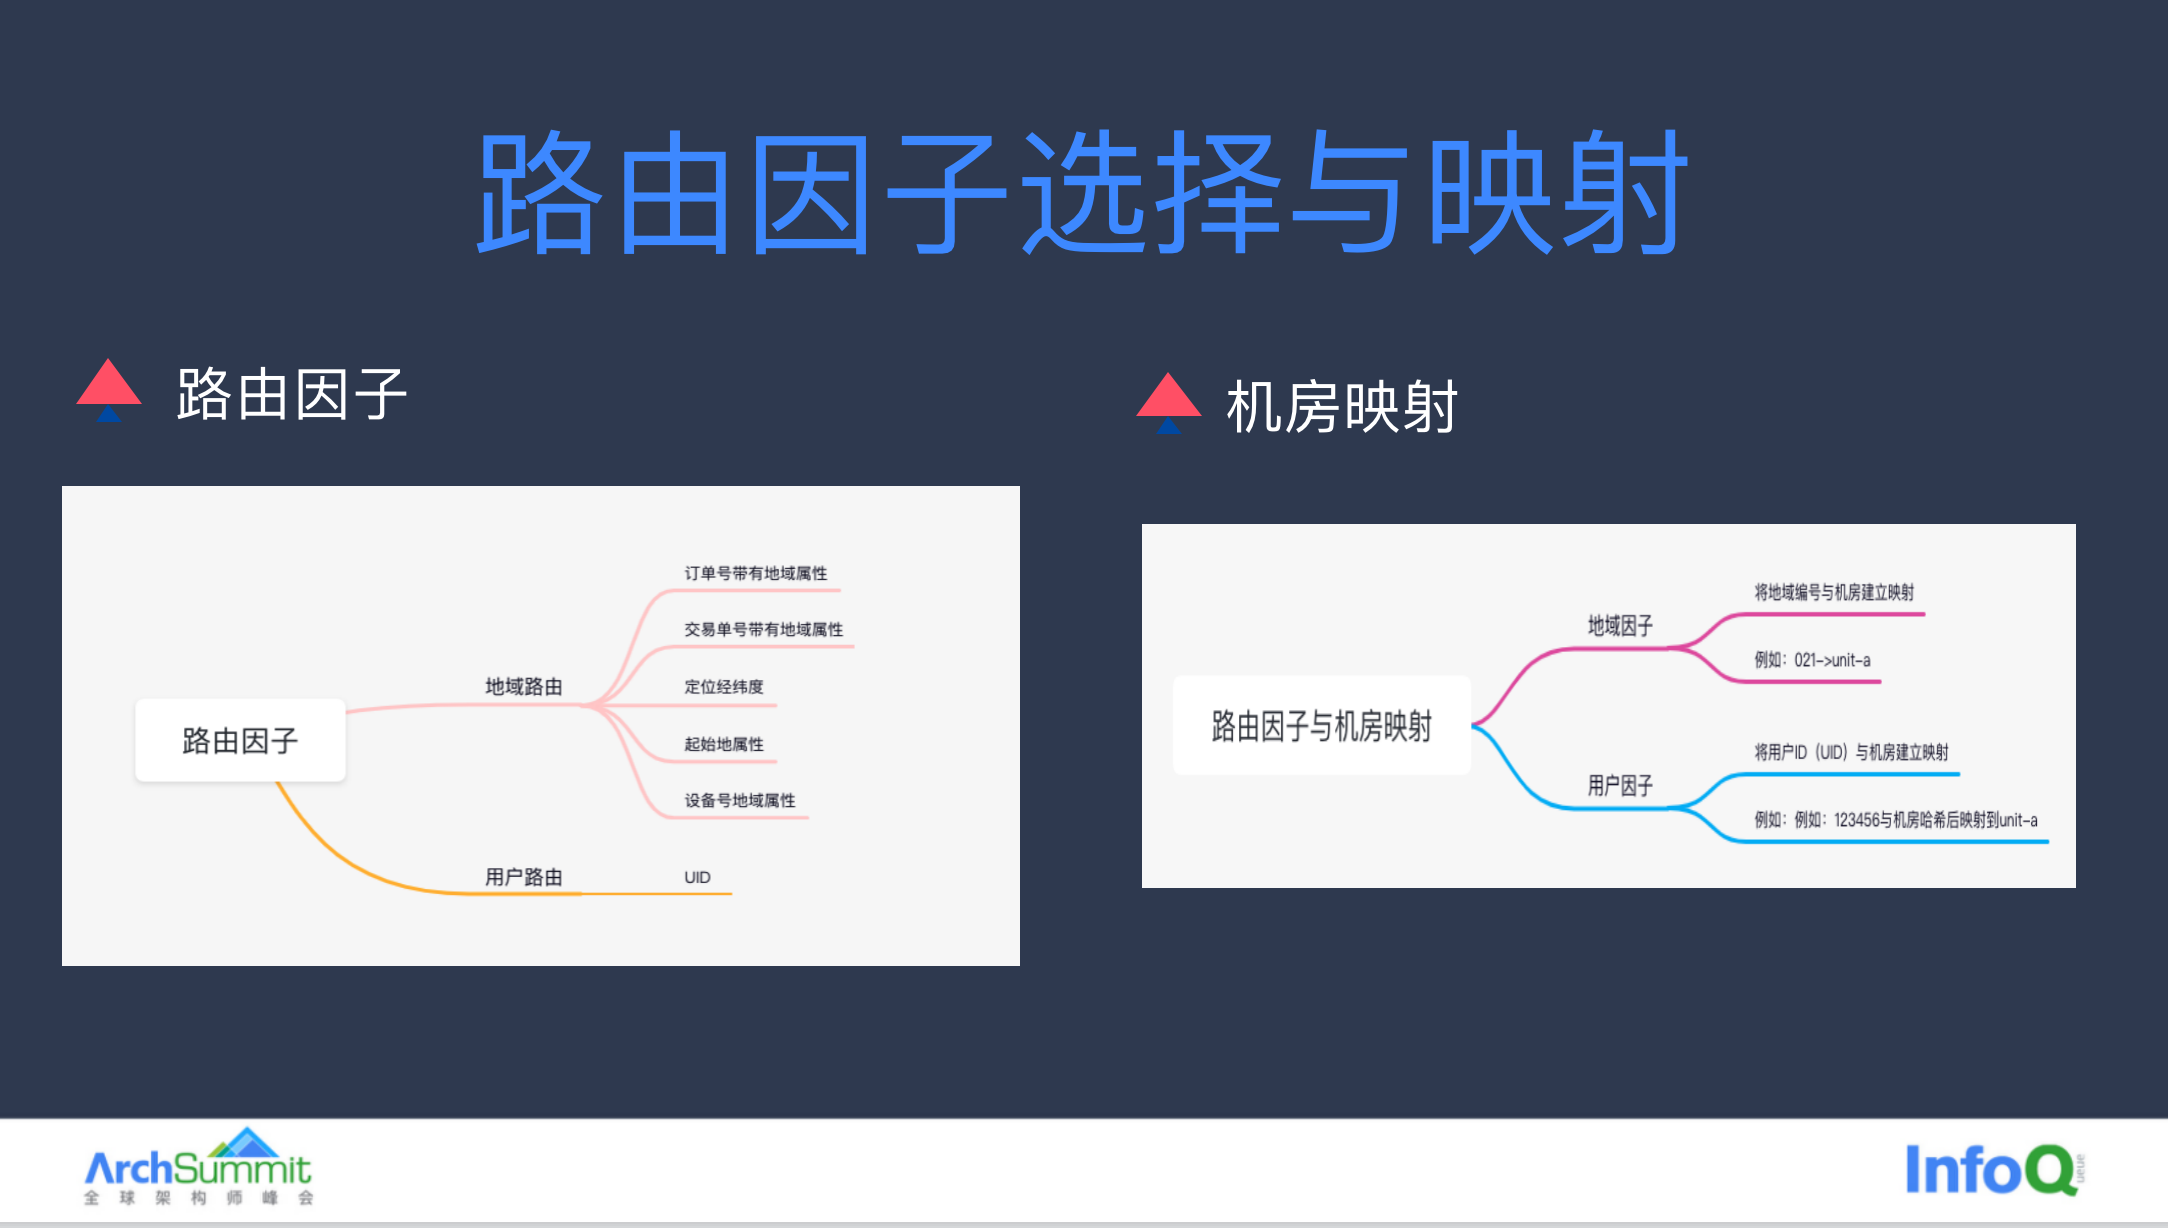 路由因子选择与映射
路由因子
订单号带有地域属性
交易单号带有地域属性
地域路由
定位经纬度
路由因子
起始地属性
设备号地域属性
用户路由
UID
机房映射
将地域编号与机房建立映射
地域因子
例如：021->unit-a
路由因子与机房映射
将用户ID（UID）与机房建立映射
用户因子
例如：例如：123456与机房哈希后映射到unit-a
ArchSummit
全球架构师峰会
InfoQ
ueue